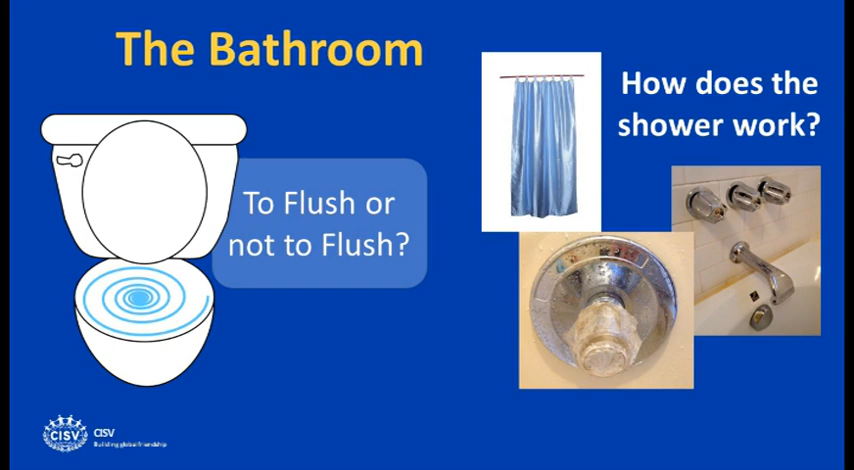 The Bathroom
To Flush or
not to Flush?
How does the
shower work?
CISV
CISV
Building global friendship